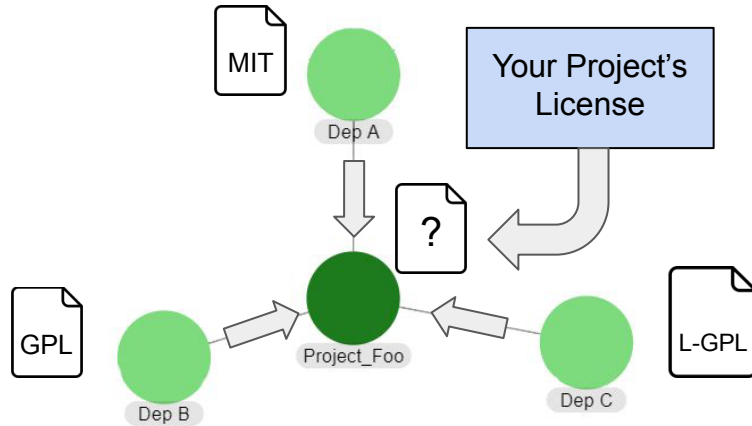 MIT
Dep A
Your Project's
License
?
GPL
Project_Foo
L-GPL
Dep B
Dep C